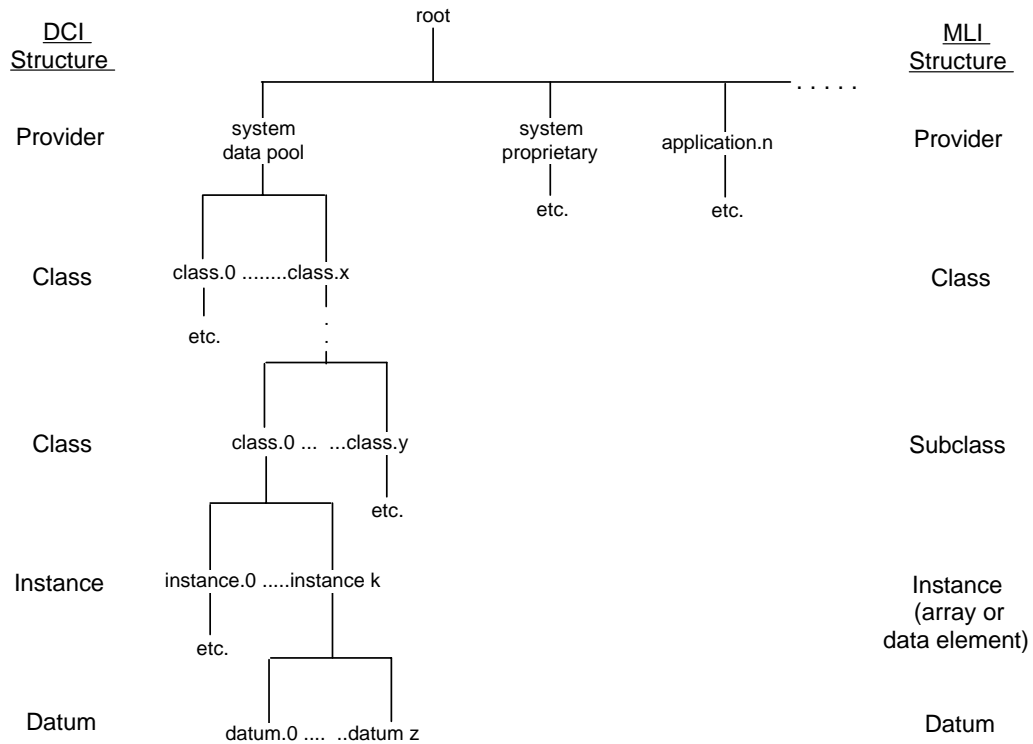 root
DCI
Structure
MLI
Structure
. . . . .
Provider
system
data pool
system
proprietary
application.n
Provider
etc.
etc.
Class
class.0 ........class.x
Class
etc.
.
.
Class
class.0 ... ...class.y
Subclass
etc.
Instance
instance.0 .....instance k
Instance
(array or
data element)
etc.
Datum
datum.0 .... ..datum z
Datum